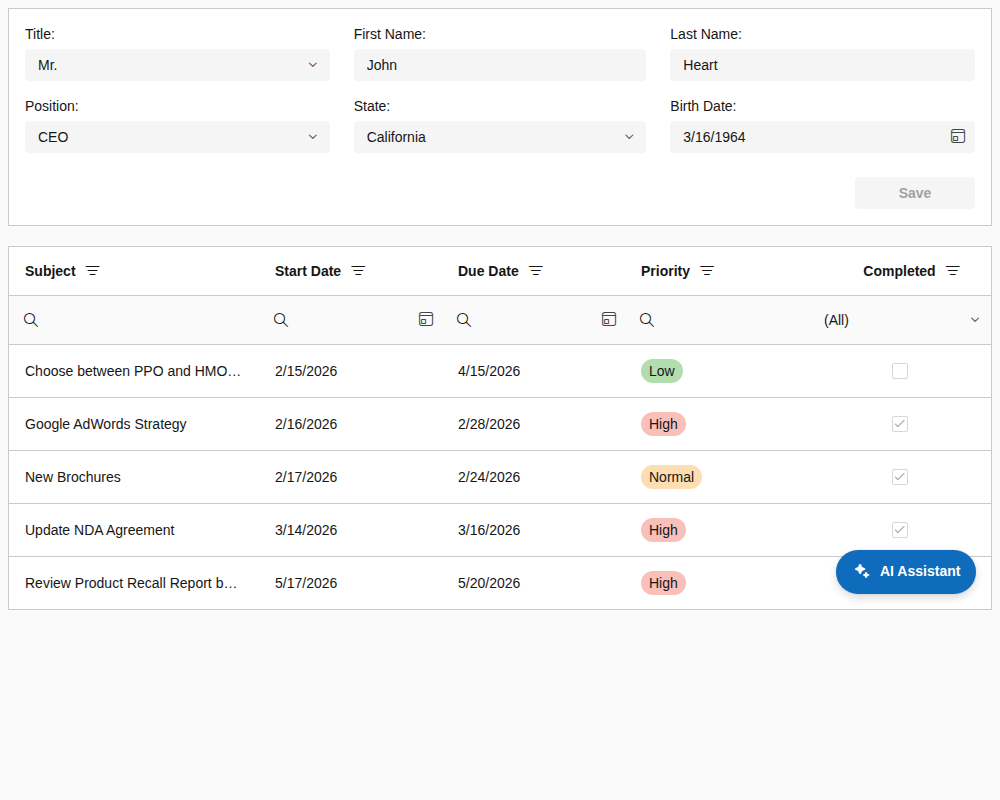 Title: First Name: Last Name:
Mr. John Heart
Position: State: Birth Date:
CEO California 3/16/1964
Save
Subject Start Date Due Date Priority Completed
(All)
Choose between PPO and HMO… 2/15/2026 4/15/2026 Low
Google AdWords Strategy 2/16/2026 2/28/2026 High
New Brochures 2/17/2026 2/24/2026 Normal
Update NDA Agreement 3/14/2026 3/16/2026 High
Review Product Recall Report b… 5/17/2026 5/20/2026 High
AI Assistant